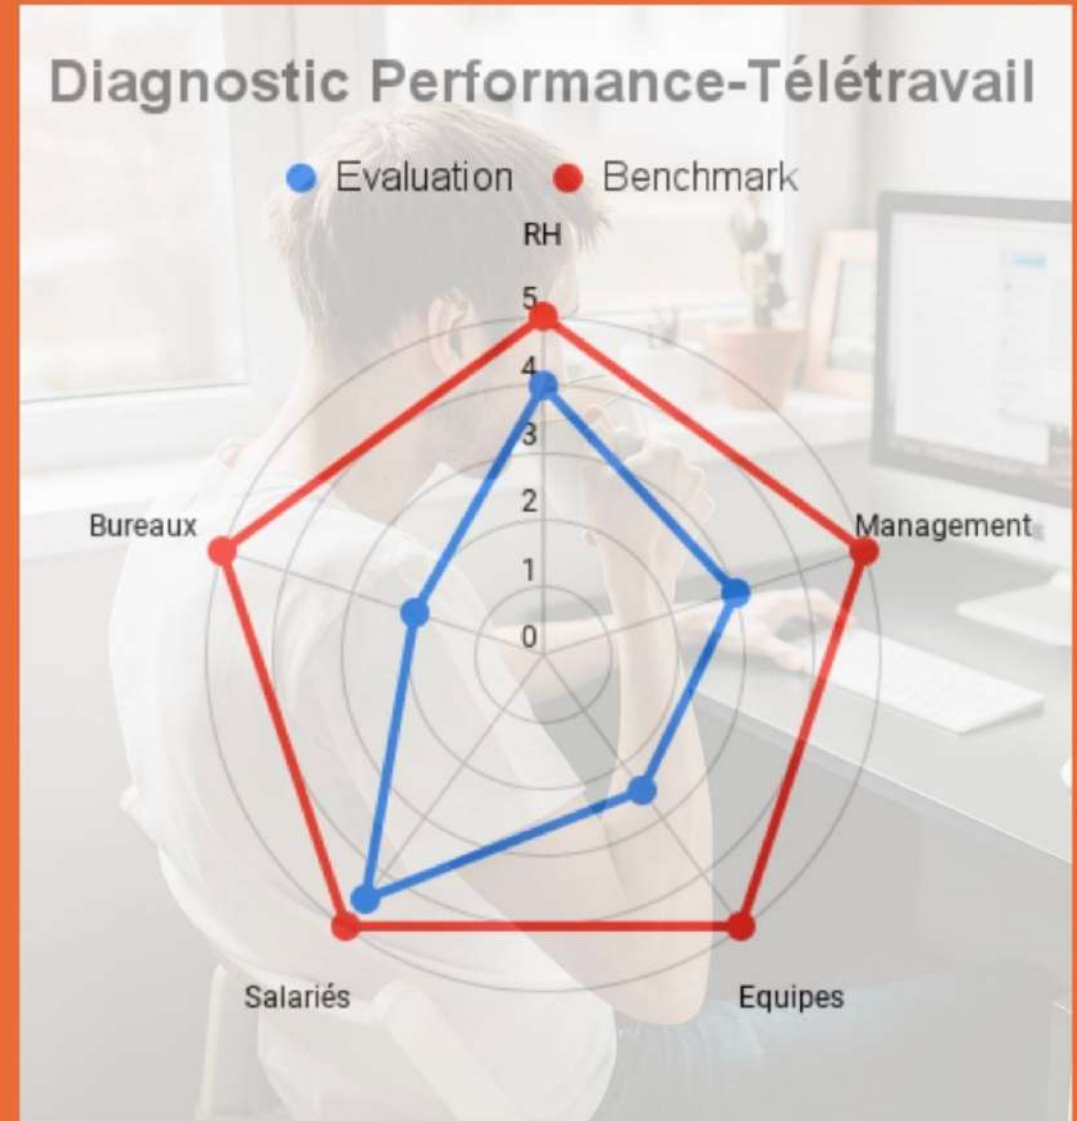 Diagnostic Performance-Télétravail
Evaluation Benchmark
RH
5
4
3
2
1
0
Bureaux
Management
Salariés
Equipes